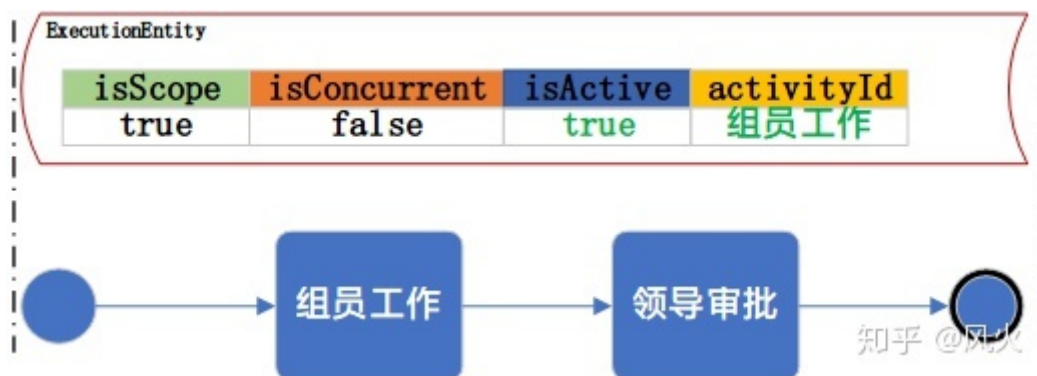 ExecutionEntity
isScope isConcurrent isActive activityId
true false true 组员工作
组员工作 领导审批
知乎 @风火